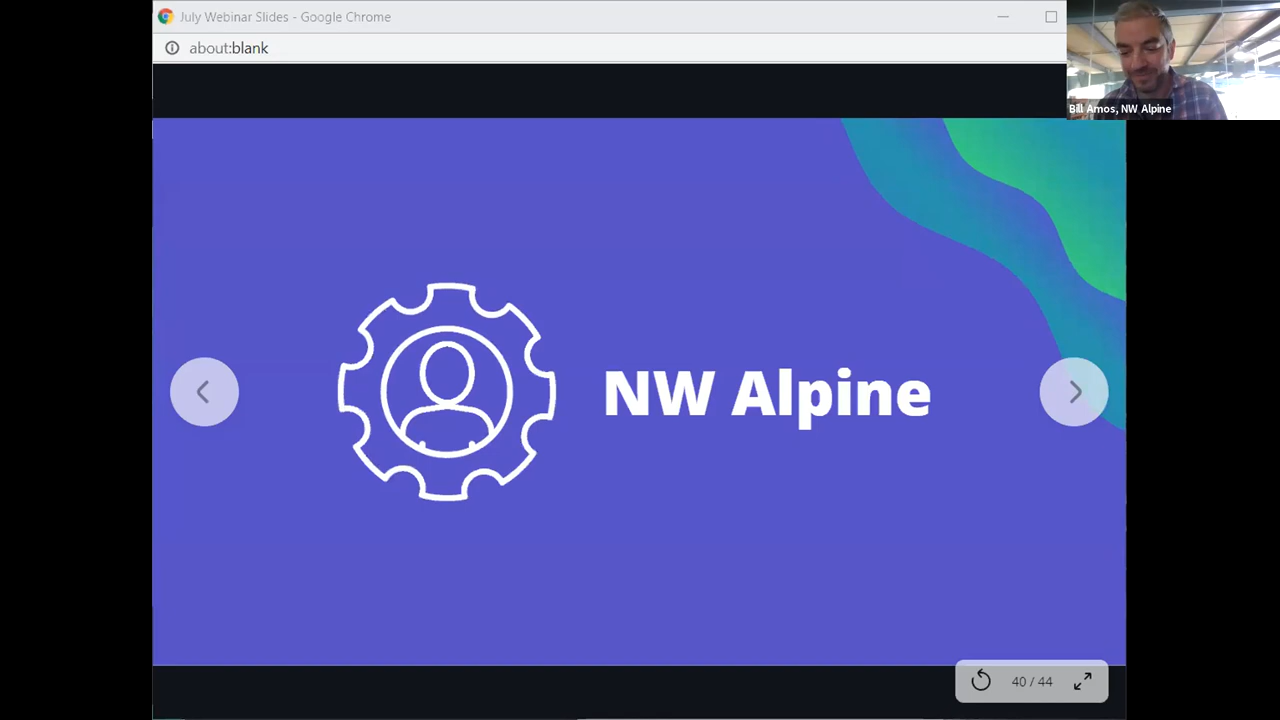 July Webinar Slides - Google Chrome
about:blank
Bill Amos, NW Alpine
NW Alpine
40 / 44